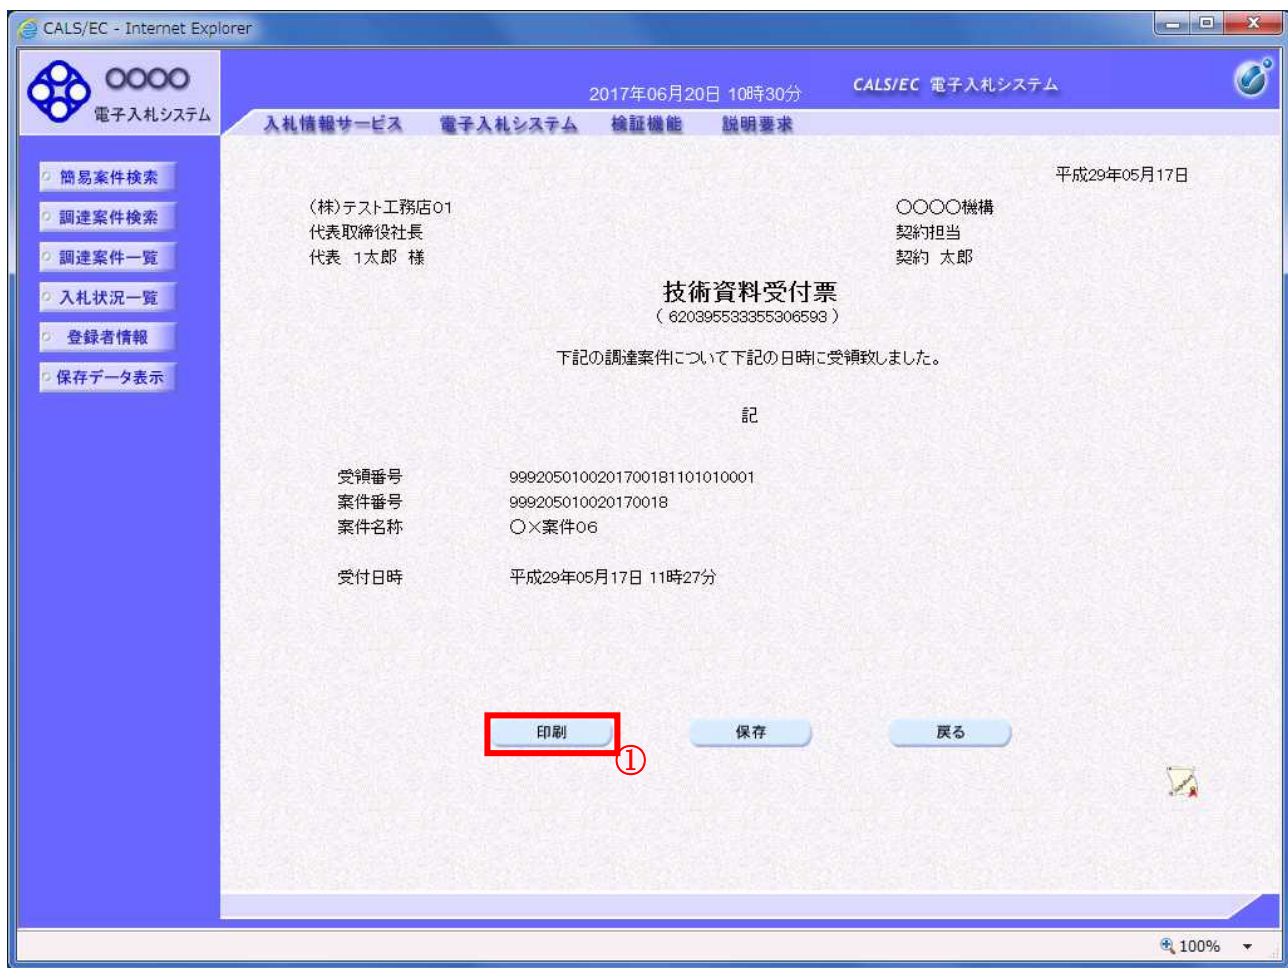 CALS/EC - Internet Explorer
〇〇〇〇
電子入札システム
2017年06月20日 10時30分
CALS/EC 電子入札システム
入札情報サービス 電子入札システム 検証機能 説明要求
簡易案件検索
調達案件検索
調達案件一覧
入札状況一覧
登録者情報
保存データ表示
平成29年05月17日
(株)テスト工務店01
代表取締役社長
代表 1太郎 様
〇〇〇〇機構
契約担当
契約 太郎
技術資料受付票
( 620395533355306593 )
下記の調達案件について下記の日時に受領致しました。
記
受領番号 9992050100201700181101010001
案件番号 999205010020170018
案件名称 〇×案件06
受付日時 平成29年05月17日 11時27分
印刷 保存 戻る
①
100%